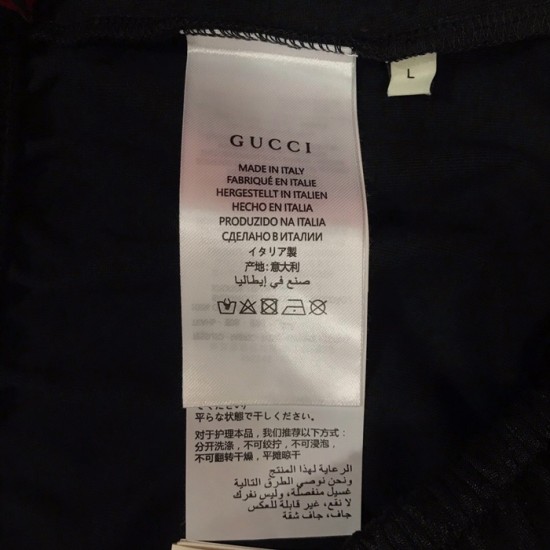 L
GUCCI
MADE IN ITALY
FABRIQUÉ EN ITALIE
HERGESTELLT IN ITALIEN
HECHO EN ITALIA
PRODUZIDO NA ITALIA
СДЕЛАНО В ИТАЛИИ
イタリア製
产地:意大利
صنع في إيطاليا
ください。
平らな状態で干しください。
对于护理本品，我们推荐以下方式:
分开洗涤、不可绞拧、不可浸泡、
不可翻转干燥，平摊晾干
الرعاية لهذا المنتج
ونحن نوصي الطرق التالية
غسيل منفصلة، وليس نفرك
، لا نقع، غير قابلة للعكس
جاف، جاف شقة